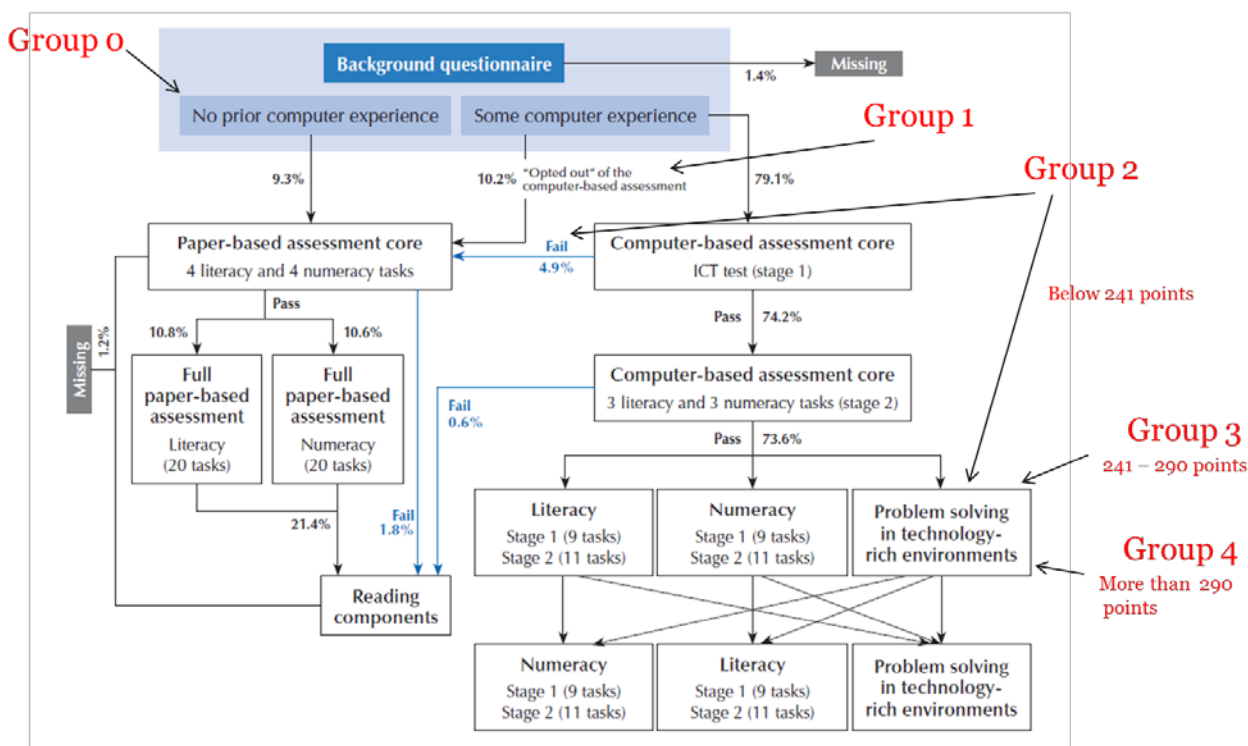 Group 0
Background questionnaire
1.4%
Missing
No prior computer experience
Some computer experience
Group 1
9.3%
10.2%
"Opted out" of the
computer-based assessment
79.1%
Group 2
Paper-based assessment core
4 literacy and 4 numeracy tasks
Fail
4.9%
Computer-based assessment core
ICT test (stage 1)
Below 241 points
Pass
Pass
74.2%
Missing
1.2%
10.8%
10.6%
Full
paper-based
assessment
Literacy
(20 tasks)
Full
paper-based
assessment
Numeracy
(20 tasks)
Computer-based assessment core
3 literacy and 3 numeracy tasks (stage 2)
Fail
0.6%
Pass
73.6%
Group 3
241 – 290 points
21.4%
Fail
1.8%
Literacy
Stage 1 (9 tasks)
Stage 2 (11 tasks)
Numeracy
Stage 1 (9 tasks)
Stage 2 (11 tasks)
Problem solving
in technology-
rich environments
Group 4
More than 290
points
Reading
components
Numeracy
Stage 1 (9 tasks)
Stage 2 (11 tasks)
Literacy
Stage 1 (9 tasks)
Stage 2 (11 tasks)
Problem solving
in technology-
rich environments